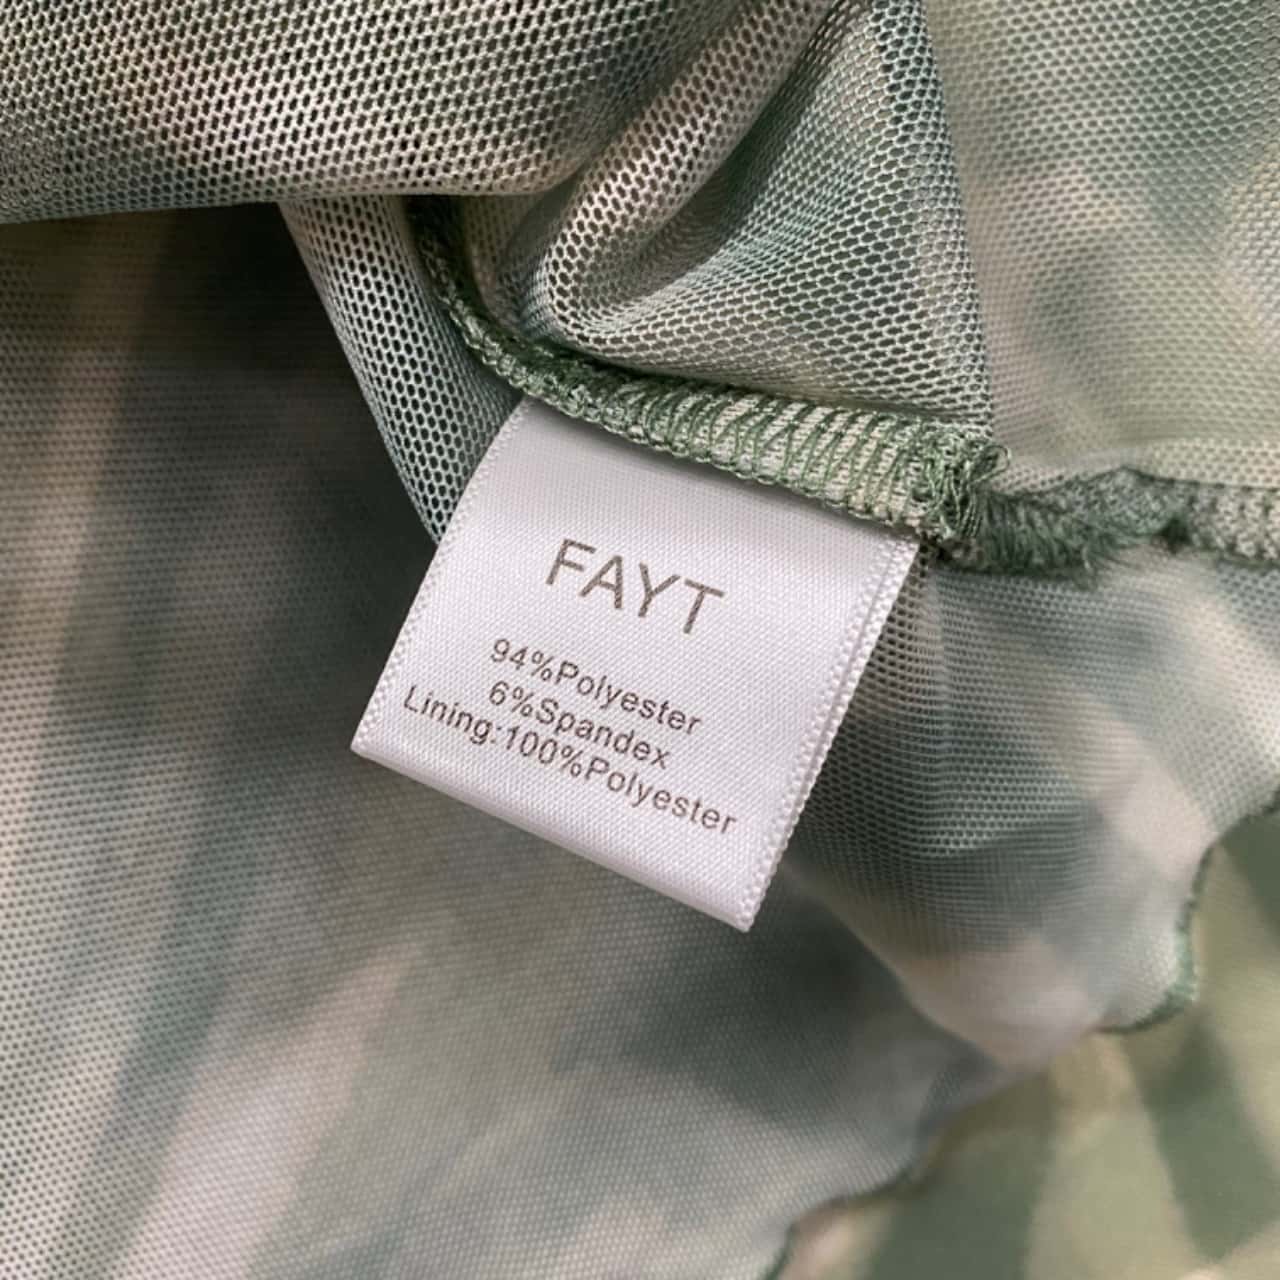 FAYT
94%Polyester
6%Spandex
Lining:100%Polyester